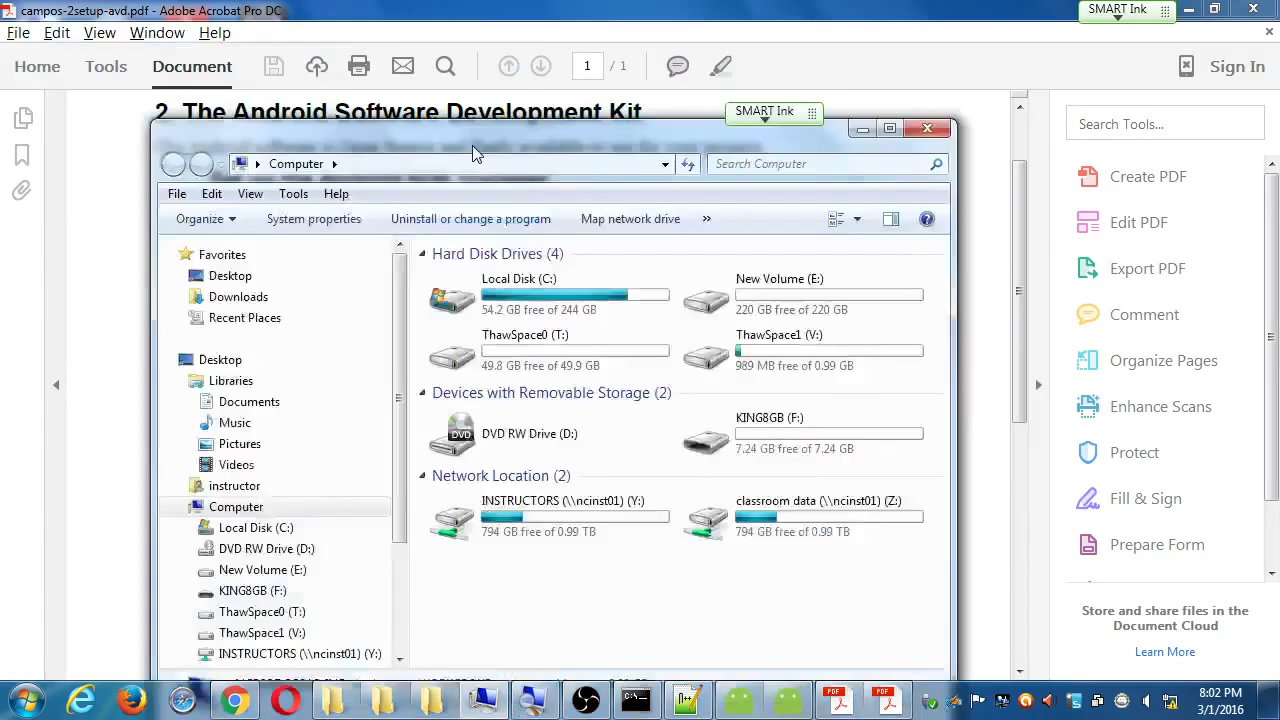 campos-2setup-avd.pdf - Adobe Acrobat Pro DC
SMART Ink
File Edit View Window Help
Home Tools Document 1 / 1 Sign In
2 The Android Software Development Kit
SMART Ink
Search Tools...
Computer Search Computer
File Edit View Tools Help
Organize System properties Uninstall or change a program Map network drive »
Favorites
Desktop
Downloads
Recent Places
Desktop
Libraries
Documents
Music
Pictures
Videos
instructor
Computer
Local Disk (C:)
DVD RW Drive (D:)
New Volume (E:)
KING8GB (F:)
ThawSpace0 (T:)
ThawSpace1 (V:)
INSTRUCTORS (\\ncinst01) (Y:)
Hard Disk Drives (4)
Local Disk (C:)
54.2 GB free of 244 GB
New Volume (E:)
220 GB free of 220 GB
ThawSpace0 (T:)
49.8 GB free of 49.9 GB
ThawSpace1 (V:)
989 MB free of 0.99 GB
Devices with Removable Storage (2)
DVD
DVD RW Drive (D:)
KING8GB (F:)
7.24 GB free of 7.24 GB
Network Location (2)
INSTRUCTORS (\\ncinst01) (Y:)
794 GB free of 0.99 TB
classroom data (\\ncinst01) (Z:)
794 GB free of 0.99 TB
Create PDF
Edit PDF
Export PDF
Comment
Organize Pages
Enhance Scans
Protect
Fill & Sign
Prepare Form
Store and share files in the
Document Cloud
Learn More
8:02 PM
3/1/2016